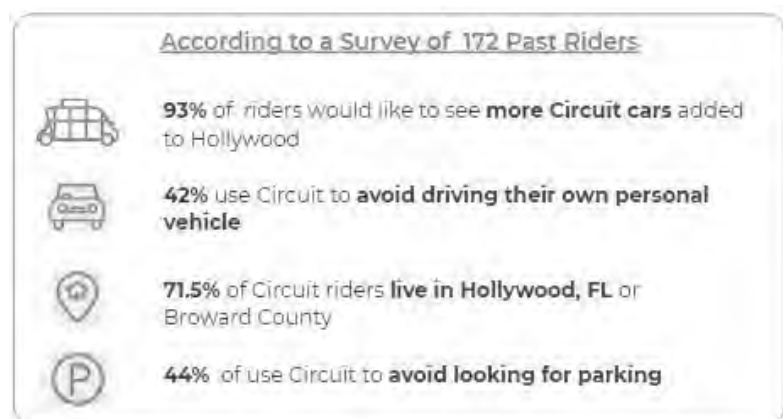 According to a Survey of 172 Past Riders
93% of riders would like to see more Circuit cars added
to Hollywood
42% use Circuit to avoid driving their own personal
vehicle
71.5% of Circuit riders live in Hollywood, FL or
Broward County
P
44% of use Circuit to avoid looking for parking